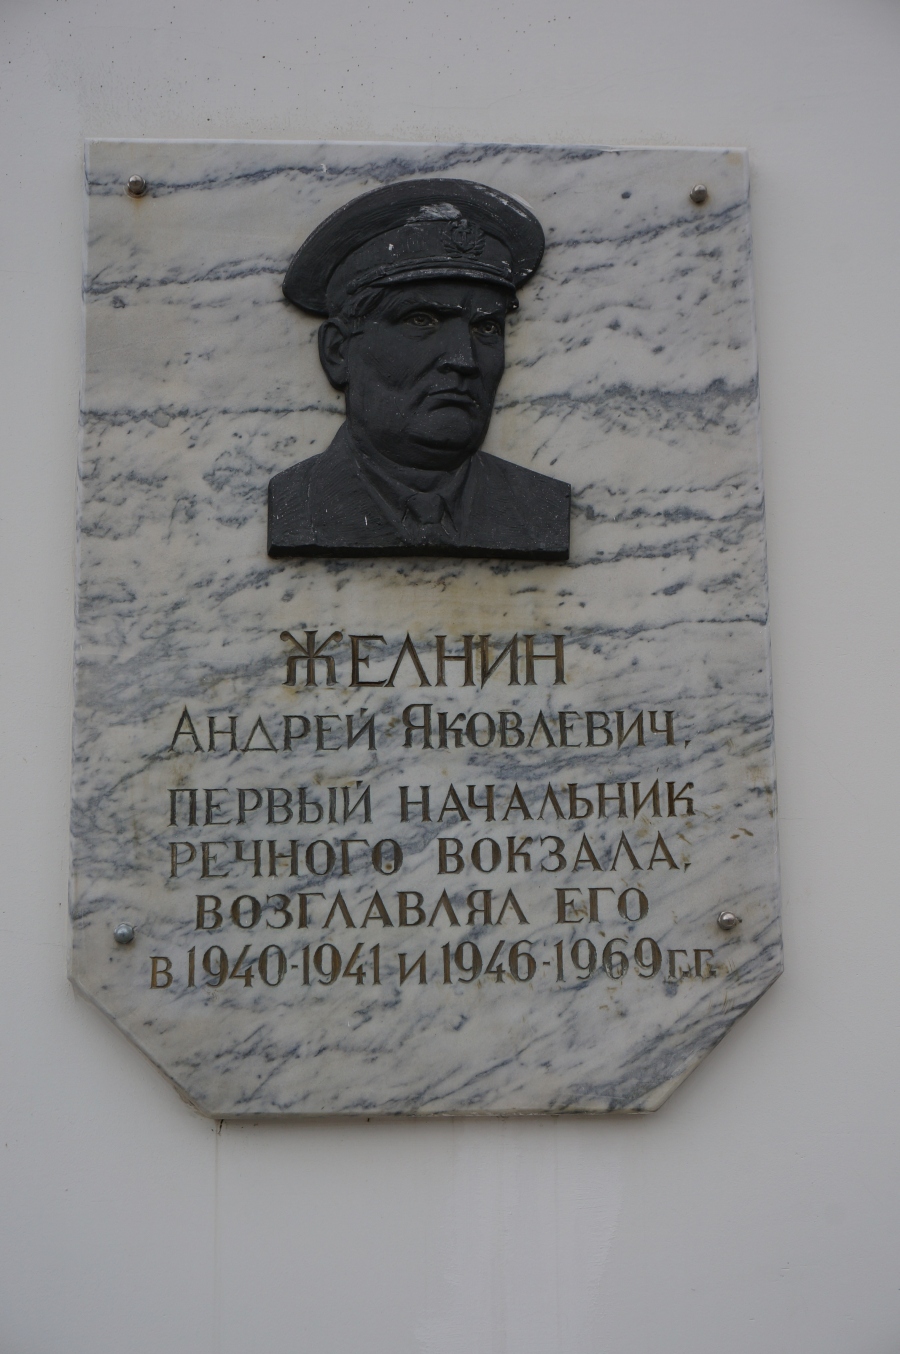 ЖЕЛНИН
АНДРЕЙ ЯКОВЛЕВИЧ,
ПЕРВЫЙ НАЧАЛЬНИК
РЕЧНОГО ВОКЗАЛА,
ВОЗГЛАВЛЯЛ ЕГО
В 1940-1941 И 1946-1969 Г.Г.